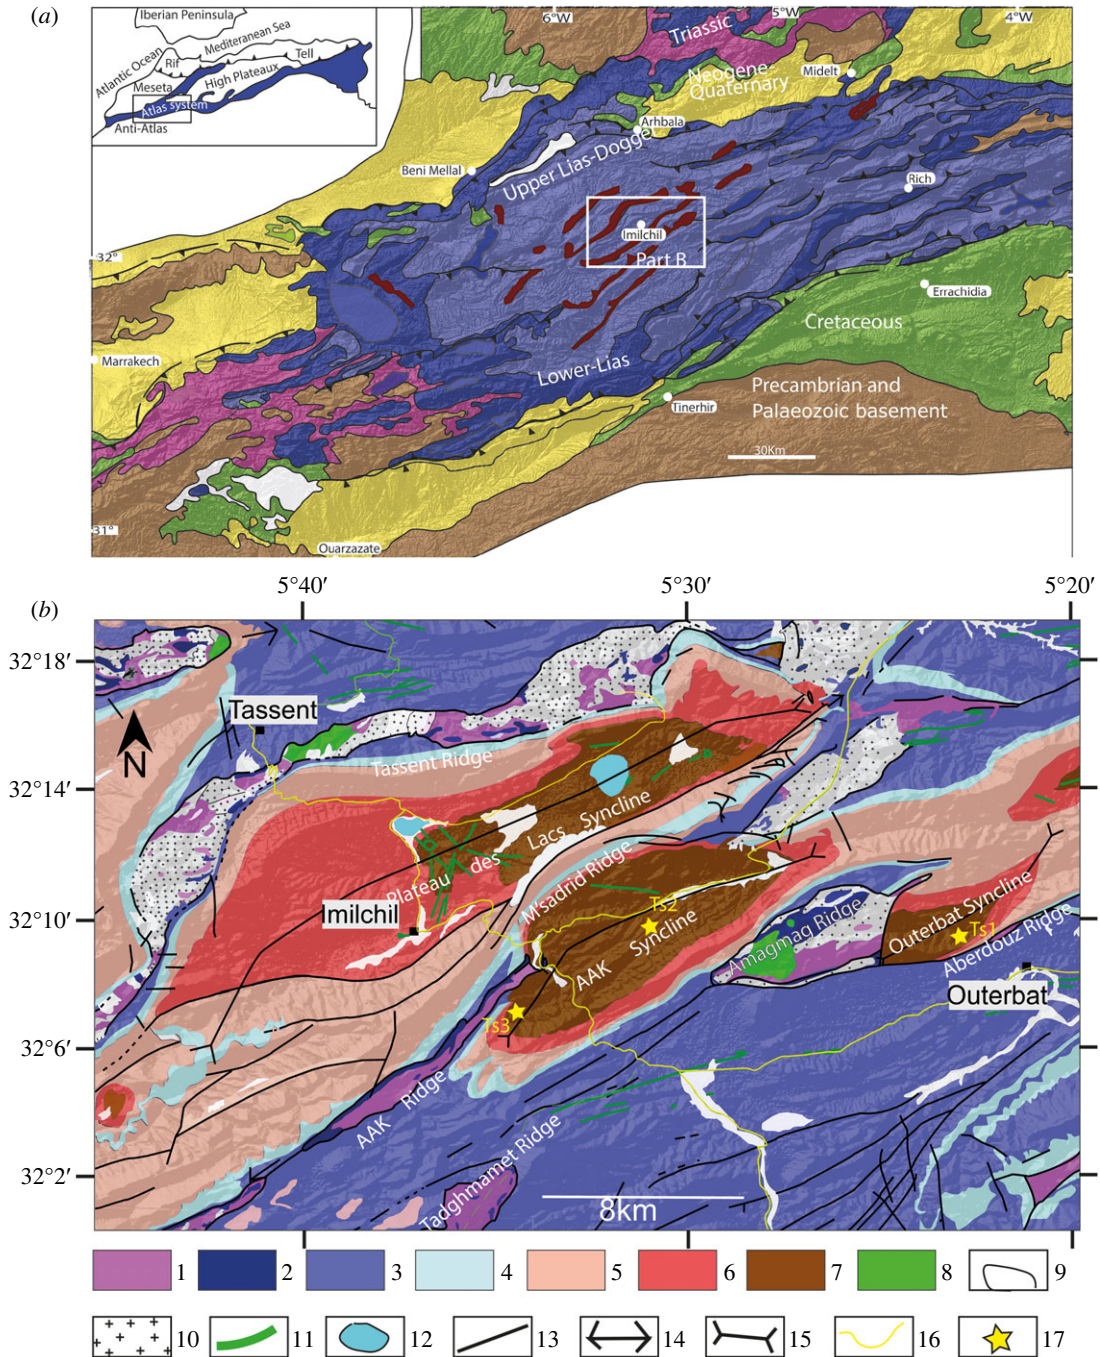 (a)
6°W
5°W
4°W
Iberian Peninsula
Mediteranean Sea
Atlantic Ocean
Rif
Tell
Meseta
High Plateaux
Atlas system
Anti-Atlas
Triassic
Neogene-
Quaternary
Midelt
Arhbala
Beni Mellal
Upper Lias-Dogge
Rich
Imilchil
Part B
32°
Errachidia
Cretaceous
Marrakech
Lower-Lias
Precambrian and
Palaeozoic basement
Tinerhir
30Km
31°
Ouarzazate
(b)
5°40′
5°30′
5°20′
32°18′
Tassent
N
Tassent Ridge
32°14′
Plateau des Lacs Syncline
M'sadrid Ridge
32°10′
Imilchil
Ts2
AAK Syncline
Amagmag Ridge
Outerbat Syncline
Ts1
Aberdouz Ridge
Outerbat
Ts3
32°6′
AAK Ridge
Tadghmamet Ridge
32°2′
8km
1 2 3 4 5 6 7 8 9
10 11 12 13 14 15 16 17